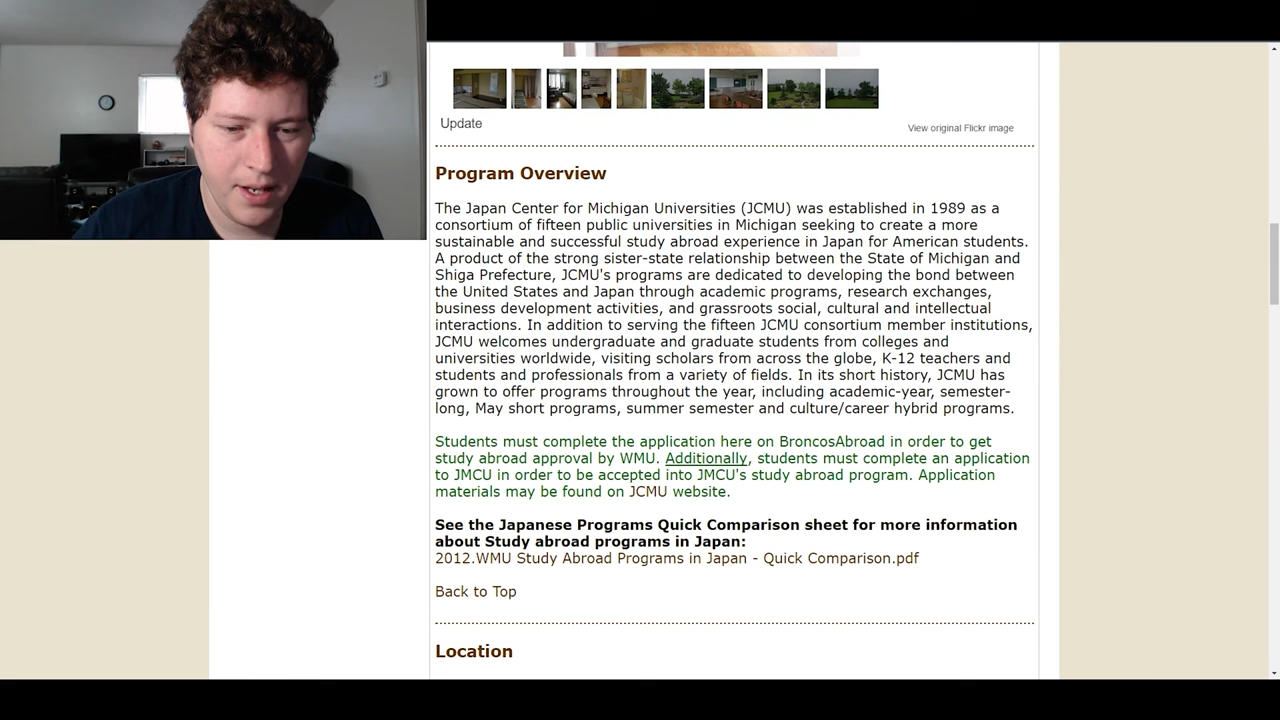 Update
View original Flickr image
Program Overview
The Japan Center for Michigan Universities (JCMU) was established in 1989 as a
consortium of fifteen public universities in Michigan seeking to create a more
sustainable and successful study abroad experience in Japan for American students.
A product of the strong sister-state relationship between the State of Michigan and
Shiga Prefecture, JCMU's programs are dedicated to developing the bond between
the United States and Japan through academic programs, research exchanges,
business development activities, and grassroots social, cultural and intellectual
interactions. In addition to serving the fifteen JCMU consortium member institutions,
JCMU welcomes undergraduate and graduate students from colleges and
universities worldwide, visiting scholars from across the globe, K-12 teachers and
students and professionals from a variety of fields. In its short history, JCMU has
grown to offer programs throughout the year, including academic-year, semester-
long, May short programs, summer semester and culture/career hybrid programs.
Students must complete the application here on BroncosAbroad in order to get
study abroad approval by WMU. Additionally, students must complete an application
to JMCU in order to be accepted into JMCU's study abroad program. Application
materials may be found on JCMU website.
See the Japanese Programs Quick Comparison sheet for more information
about Study abroad programs in Japan:
2012.WMU Study Abroad Programs in Japan - Quick Comparison.pdf
Back to Top
Location